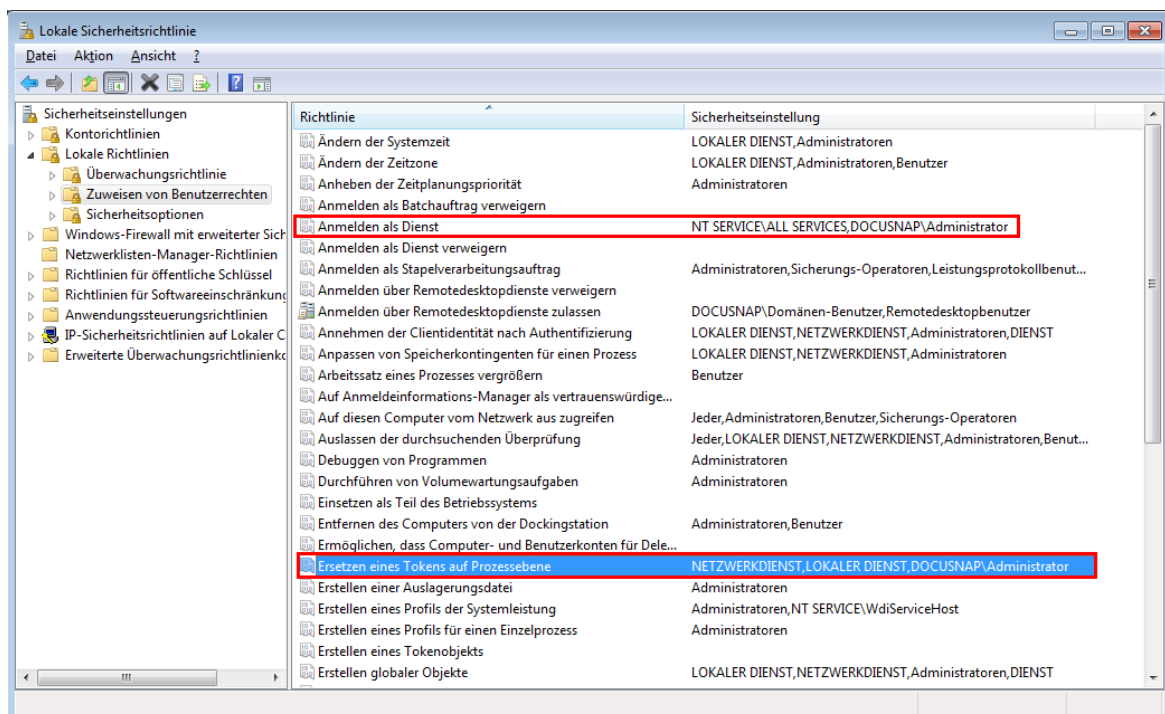 Lokale Sicherheitsrichtlinie
Datei Aktion Ansicht ?
Sicherheitseinstellungen
Kontorichtlinien
Lokale Richtlinien
Überwachungsrichtlinie
Zuweisen von Benutzerrechten
Sicherheitsoptionen
Windows-Firewall mit erweiterter Sich
Netzwerklisten-Manager-Richtlinien
Richtlinien für öffentliche Schlüssel
Richtlinien für Softwareeinschränkung
Anwendungssteuerungsrichtlinien
IP-Sicherheitsrichtlinien auf Lokaler C
Erweiterte Überwachungsrichtlinienko
Richtlinie Sicherheitseinstellung
Ändern der Systemzeit LOKALER DIENST,Administratoren
Ändern der Zeitzone LOKALER DIENST,Administratoren,Benutzer
Anheben der Zeitplanungspriorität Administratoren
Anmelden als Batchauftrag verweigern
Anmelden als Dienst NT SERVICE\ALL SERVICES,DOCUSNAP\Administrator
Anmelden als Dienst verweigern
Anmelden als Stapelverarbeitungsauftrag Administratoren,Sicherungs-Operatoren,Leistungsprotokollbenut...
Anmelden über Remotedesktopdienste verweigern
Anmelden über Remotedesktopdienste zulassen DOCUSNAP\Domänen-Benutzer,Remotedesktopbenutzer
Annehmen der Clientidentität nach Authentifizierung LOKALER DIENST,NETZWERKDIENST,Administratoren,DIENST
Anpassen von Speicherkontingenten für einen Prozess LOKALER DIENST,NETZWERKDIENST,Administratoren
Arbeitssatz eines Prozesses vergrößern Benutzer
Auf Anmeldeinformations-Manager als vertrauenswürdige...
Auf diesen Computer vom Netzwerk aus zugreifen Jeder,Administratoren,Benutzer,Sicherungs-Operatoren
Auslassen der durchsuchenden Überprüfung Jeder,LOKALER DIENST,NETZWERKDIENST,Administratoren,Benut...
Debuggen von Programmen Administratoren
Durchführen von Volumewartungsaufgaben Administratoren
Einsetzen als Teil des Betriebssystems
Entfernen des Computers von der Dockingstation Administratoren,Benutzer
Ermöglichen, dass Computer- und Benutzerkonten für Dele...
Ersetzen eines Tokens auf Prozessebene NETZWERKDIENST,LOKALER DIENST,DOCUSNAP\Administrator
Erstellen einer Auslagerungsdatei Administratoren
Erstellen eines Profils der Systemleistung Administratoren,NT SERVICE\WdiServiceHost
Erstellen eines Profils für einen Einzelprozess Administratoren
Erstellen eines Tokenobjekts
Erstellen globaler Objekte LOKALER DIENST,NETZWERKDIENST,Administratoren,DIENST